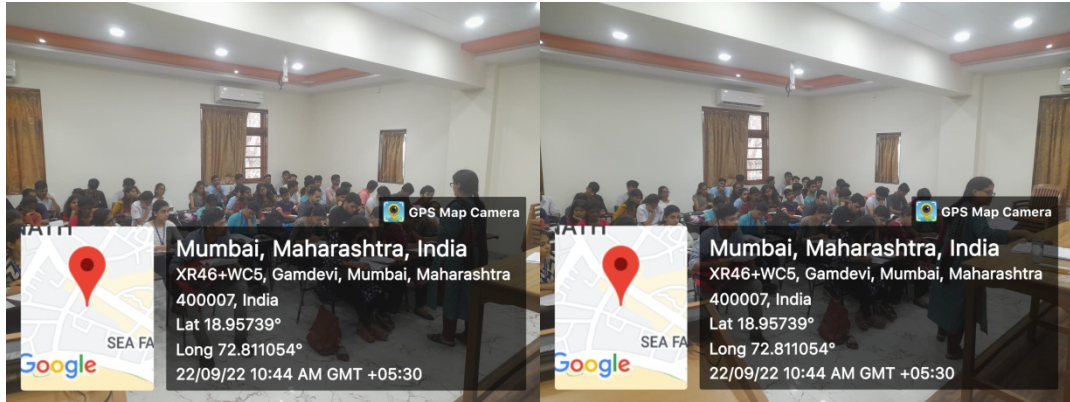 GPS Map Camera
Mumbai, Maharashtra, India
XR46+WC5, Gamdevi, Mumbai, Maharashtra
400007, India
Lat 18.95739°
Long 72.811054°
22/09/22 10:44 AM GMT +05:30
SEA FA
Google
GPS Map Camera
Mumbai, Maharashtra, India
XR46+WC5, Gamdevi, Mumbai, Maharashtra
400007, India
Lat 18.95739°
Long 72.811054°
22/09/22 10:44 AM GMT +05:30
SEA FA
Google